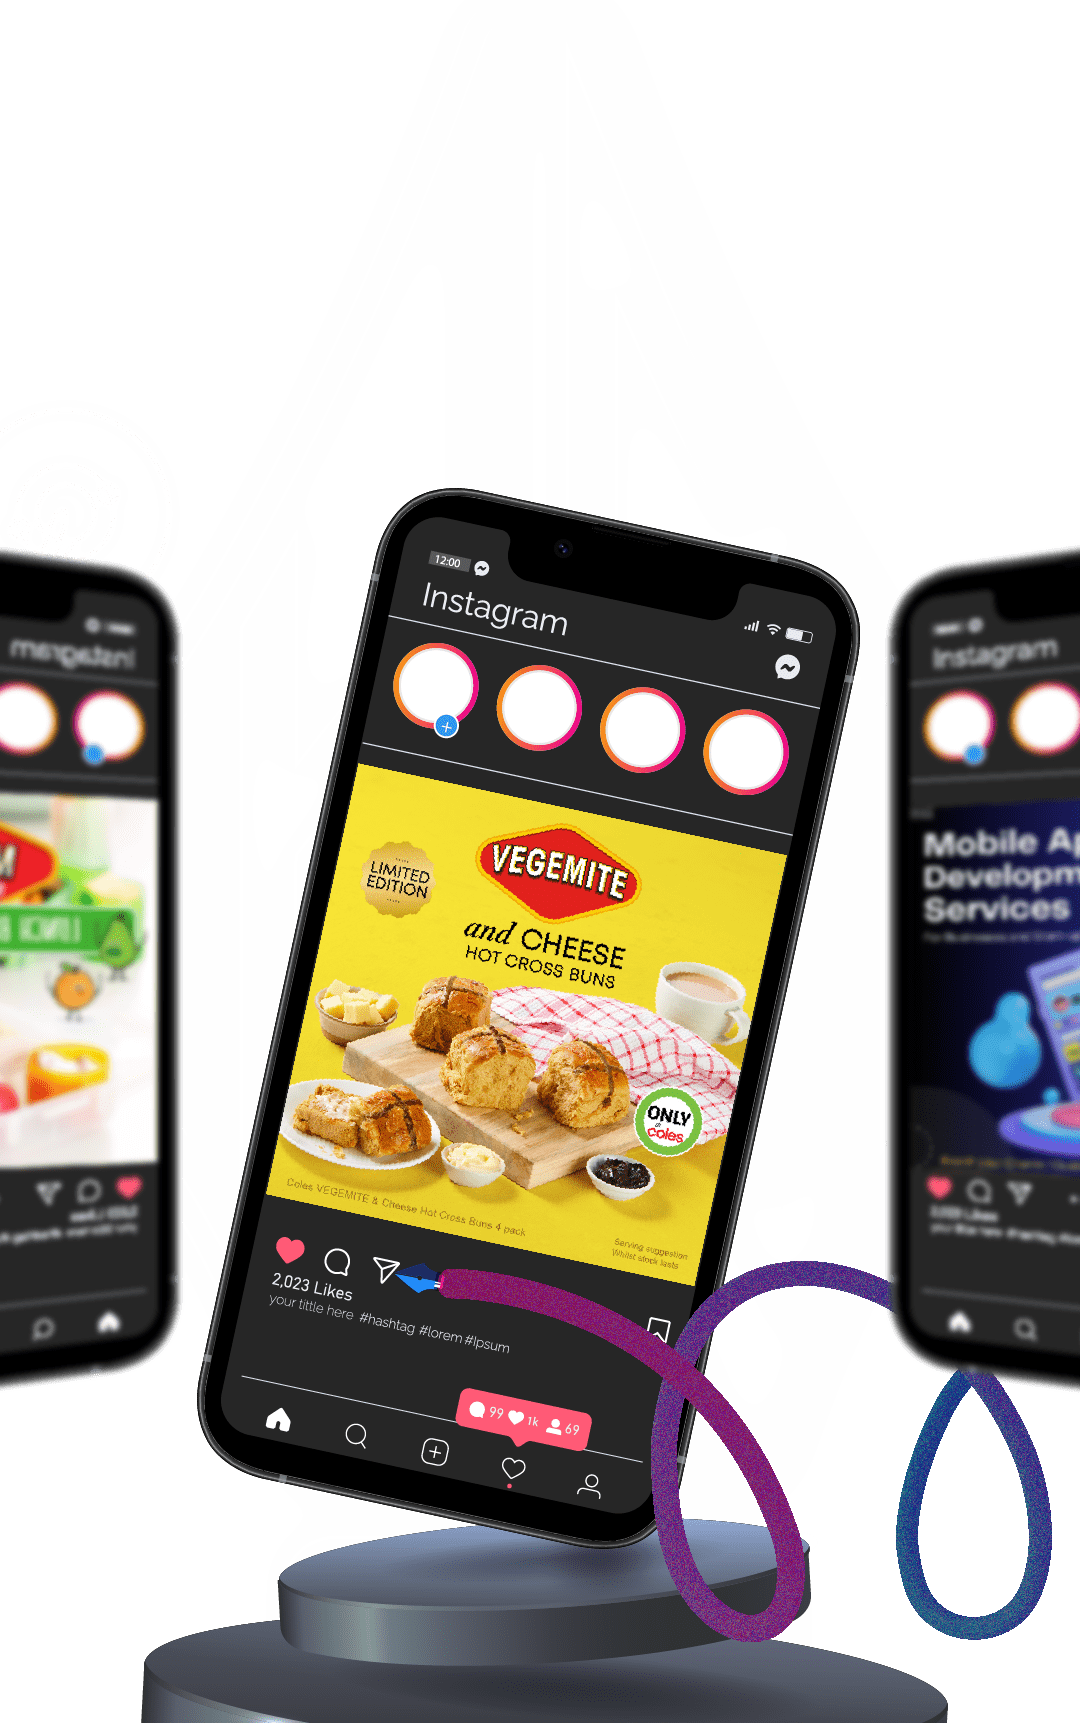 12:00
Instagram
LIMITED
EDITION
VEGEMITE
and CHEESE
HOT CROSS BUNS
ONLY
at
coles
Coles VEGEMITE & Cheese Hot Cross Buns 4 pack
Serving suggestion
Whilst stock lasts
2,023 Likes
your tittle here #hashtag #lorem #Ipsum
99 1k 69
Instagram
Instagram
Mobile Ap
Developm
Services